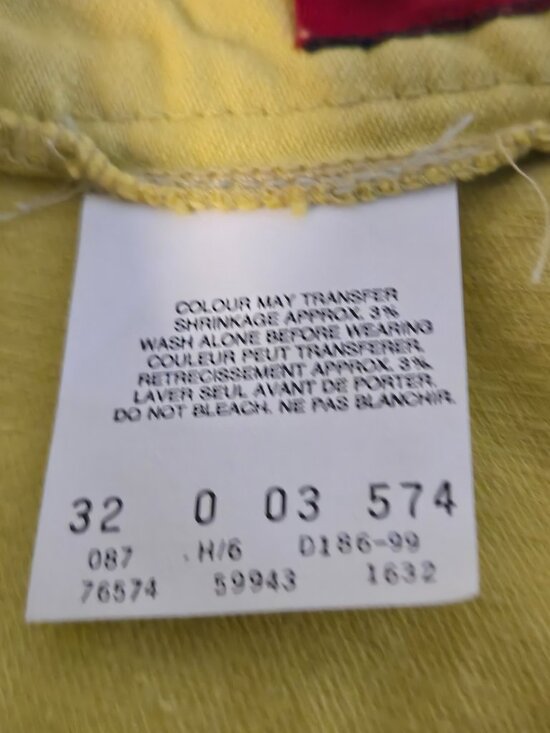 COLOUR MAY TRANSFER
SHRINKAGE APPROX. 3%
WASH ALONE BEFORE WEARING
COULEUR PEUT TRANSFERER.
RETRECISSEMENT APPROX. 3%.
LAVER SEUL AVANT DE PORTER.
DO NOT BLEACH. NE PAS BLANCHIR.
32 0 03 574
087 H/6 D186-99
76574 59943 1632